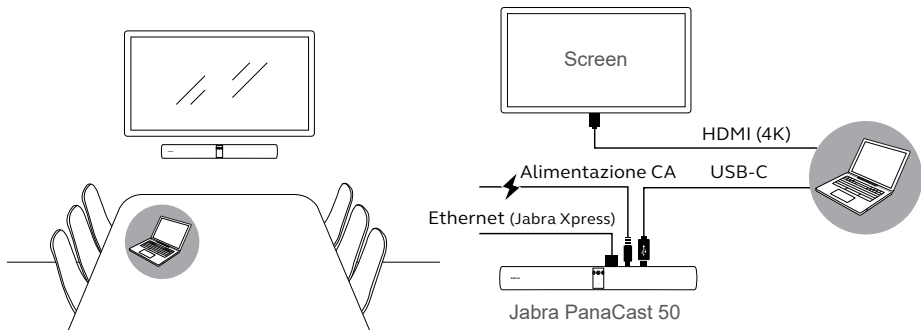 Screen
HDMI (4K)
Alimentazione CA
USB-C
Ethernet (Jabra Xpress)
Jabra PanaCast 50